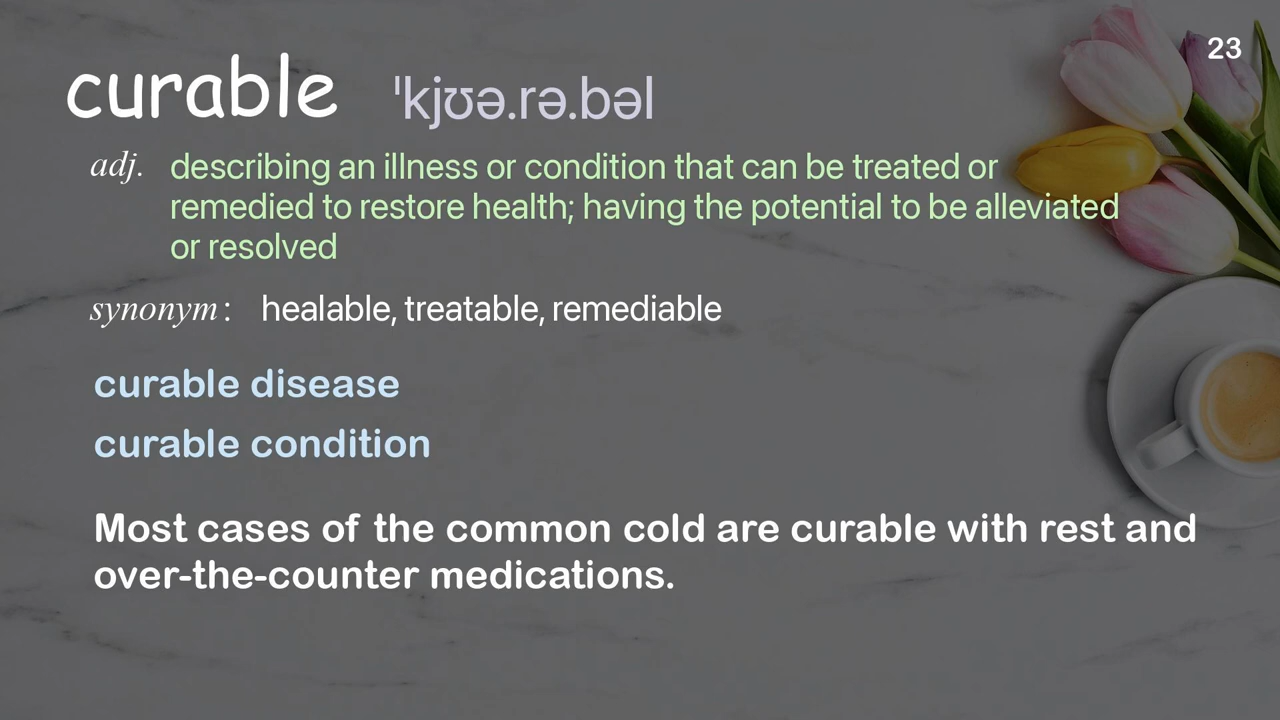 23
curable ˈkjʊə.rə.bəl
adj. describing an illness or condition that can be treated or
remedied to restore health; having the potential to be alleviated
or resolved
synonym: healable, treatable, remediable
curable disease
curable condition
Most cases of the common cold are curable with rest and
over-the-counter medications.